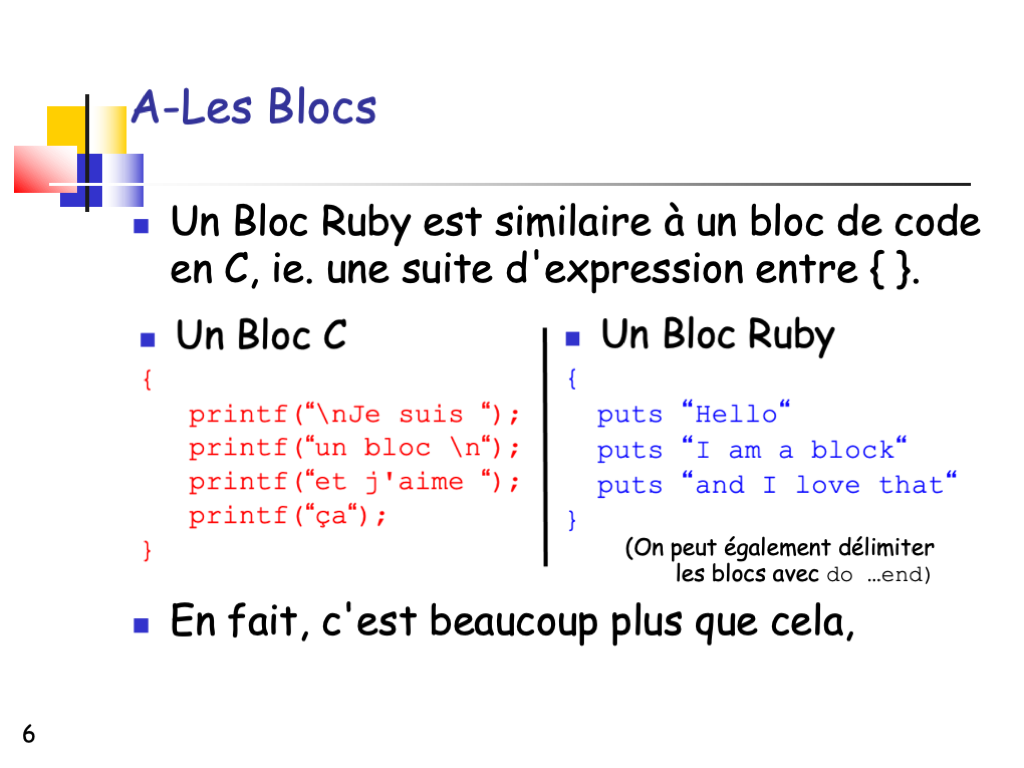 A-Les Blocs
Un Bloc Ruby est similaire à un bloc de code
en C, ie. une suite d'expression entre { }.
Un Bloc C
{
printf(“\nJe suis “);
printf(“un bloc \n“);
printf(“et j'aime “);
printf(“ça“);
}
Un Bloc Ruby
{
puts “Hello“
puts “I am a block“
puts “and I love that“
}
(On peut également délimiter
les blocs avec do …end)
En fait, c'est beaucoup plus que cela,
6